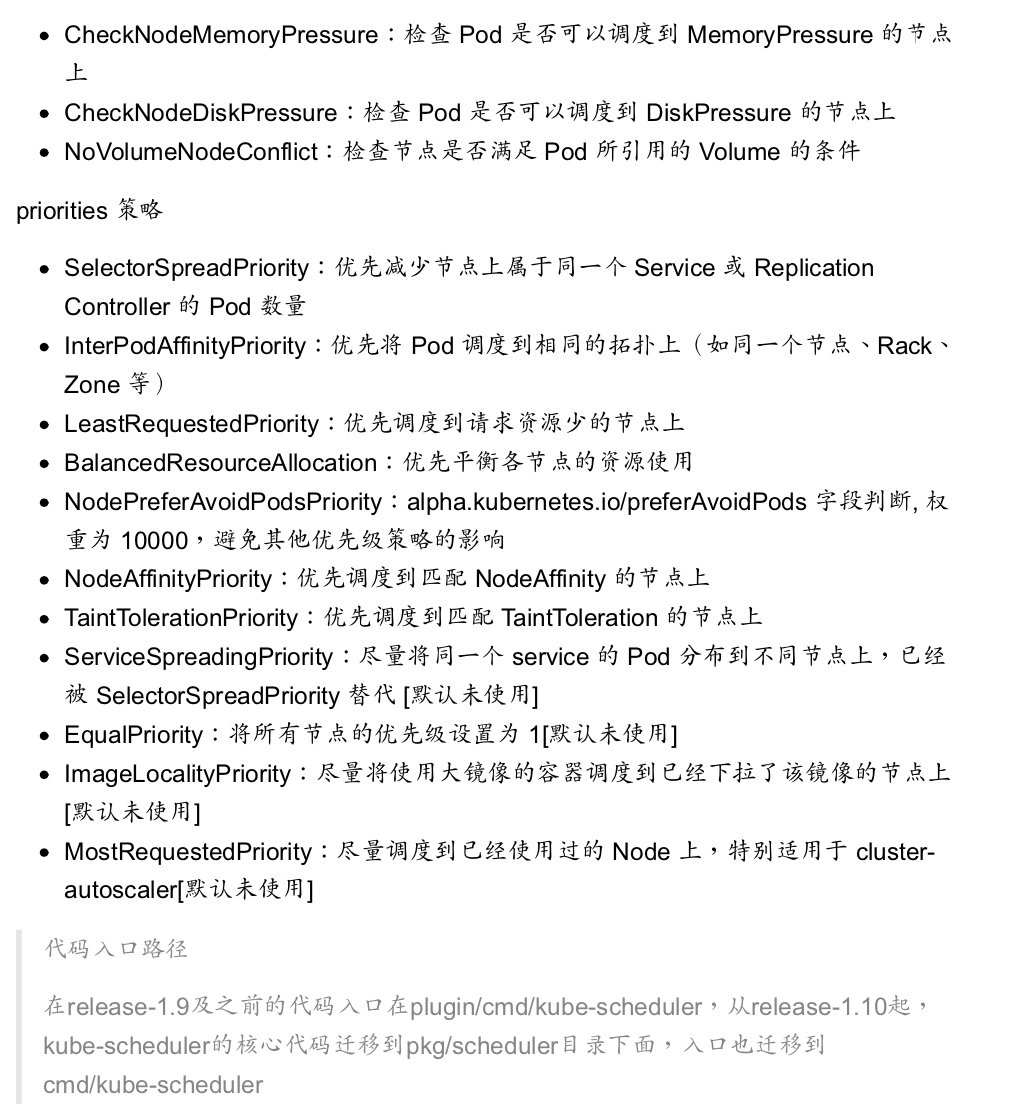 CheckNodeMemoryPressure：检查 Pod 是否可以调度到 MemoryPressure 的节点
上
CheckNodeDiskPressure：检查 Pod 是否可以调度到 DiskPressure 的节点上
NoVolumeNodeConflict：检查节点是否满足 Pod 所引用的 Volume 的条件
priorities 策略
SelectorSpreadPriority：优先减少节点上属于同一个 Service 或 Replication
Controller 的 Pod 数量
InterPodAffinityPriority：优先将 Pod 调度到相同的拓扑上（如同一个节点、Rack、
Zone 等）
LeastRequestedPriority：优先调度到请求资源少的节点上
BalancedResourceAllocation：优先平衡各节点的资源使用
NodePreferAvoidPodsPriority：alpha.kubernetes.io/preferAvoidPods 字段判断, 权
重为 10000，避免其他优先级策略的影响
NodeAffinityPriority：优先调度到匹配 NodeAffinity 的节点上
TaintTolerationPriority：优先调度到匹配 TaintToleration 的节点上
ServiceSpreadingPriority：尽量将同一个 service 的 Pod 分布到不同节点上，已经
被 SelectorSpreadPriority 替代 [默认未使用]
EqualPriority：将所有节点的优先级设置为 1[默认未使用]
ImageLocalityPriority：尽量将使用大镜像的容器调度到已经下拉了该镜像的节点上
[默认未使用]
MostRequestedPriority：尽量调度到已经使用过的 Node 上，特别适用于 cluster-
autoscaler[默认未使用]
代码入口路径
在release-1.9及之前的代码入口在plugin/cmd/kube-scheduler，从release-1.10起，
kube-scheduler的核心代码迁移到pkg/scheduler目录下面，入口也迁移到
cmd/kube-scheduler